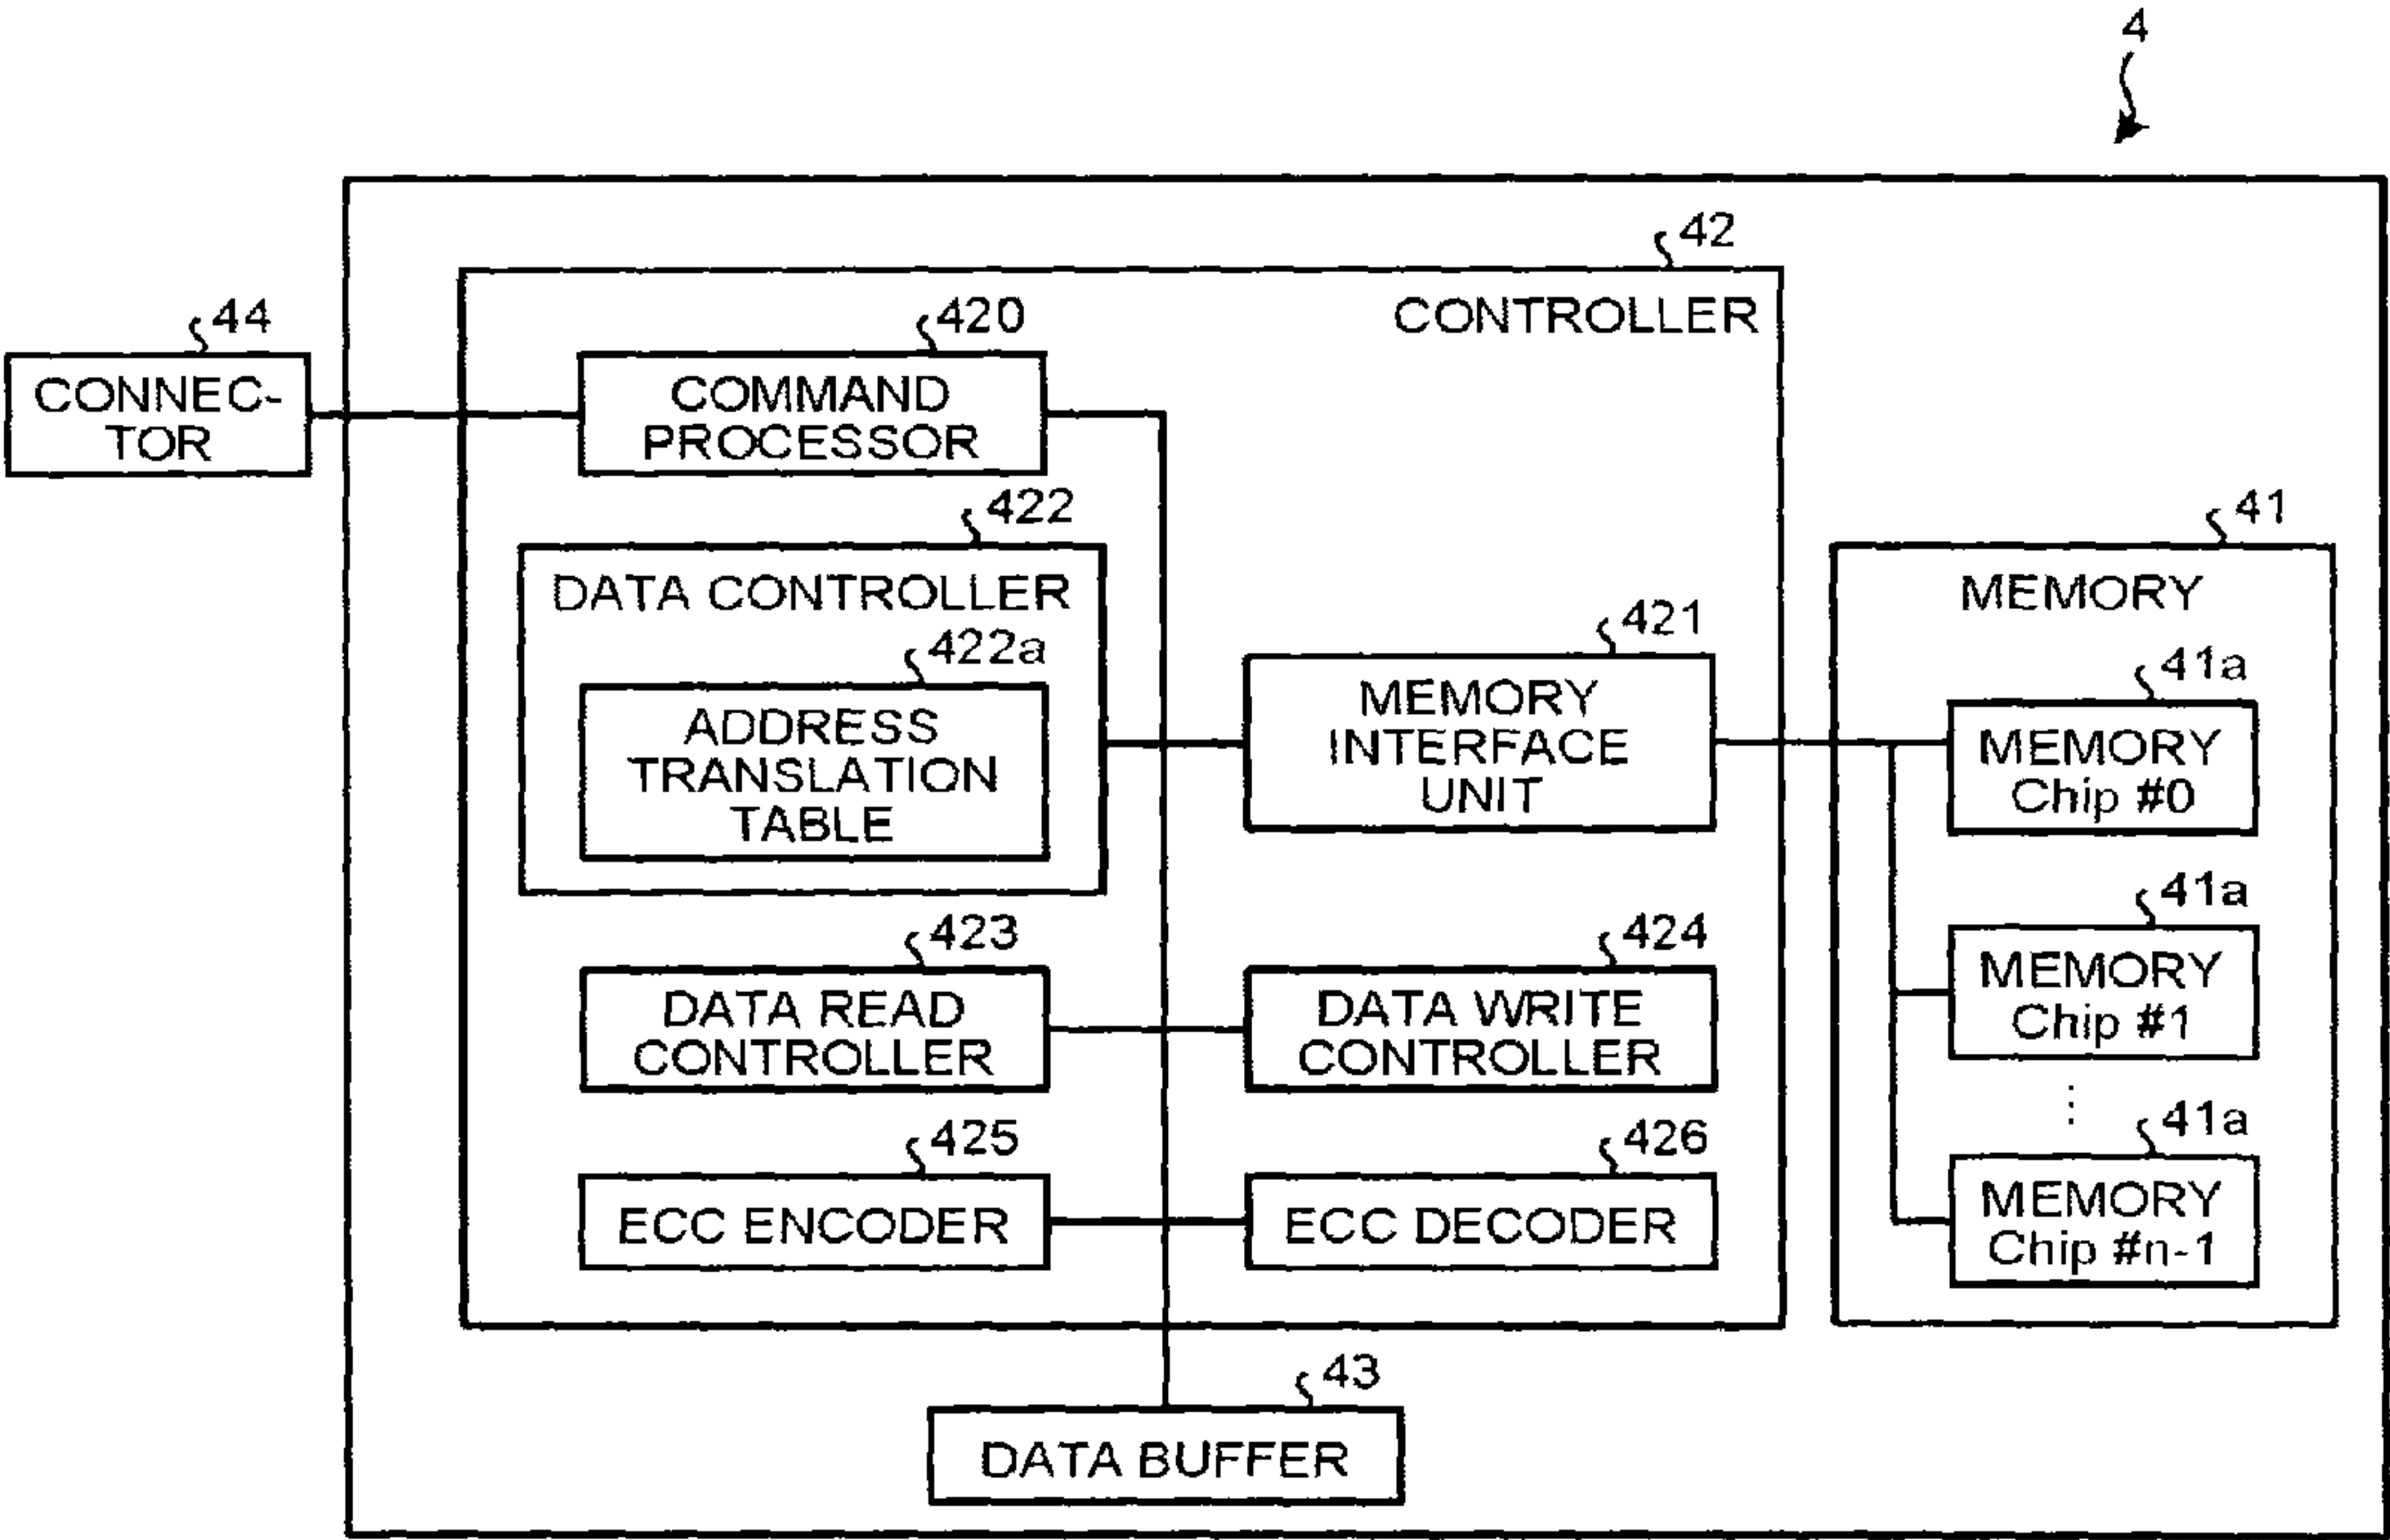 4
42
CONTROLLER
44
CONNEC-
TOR
420
COMMAND
PROCESSOR
422
DATA CONTROLLER
422a
ADDRESS
TRANSLATION
TABLE
421
MEMORY
INTERFACE
UNIT
41
MEMORY
41a
MEMORY
Chip #0
41a
MEMORY
Chip #1
⋮
41a
MEMORY
Chip #n-1
423
DATA READ
CONTROLLER
424
DATA WRITE
CONTROLLER
425
ECC ENCODER
426
ECC DECODER
43
DATA BUFFER